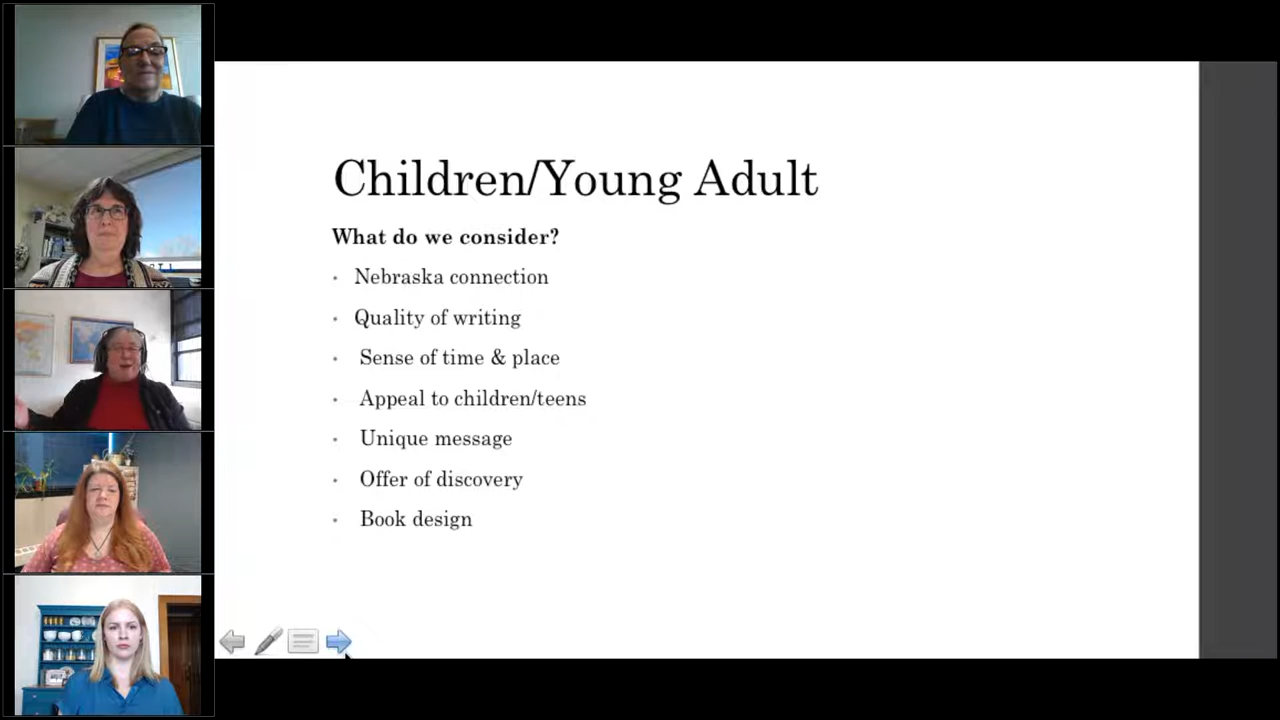 Children/Young Adult
What do we consider?
· Nebraska connection
· Quality of writing
· Sense of time & place
· Appeal to children/teens
· Unique message
· Offer of discovery
· Book design